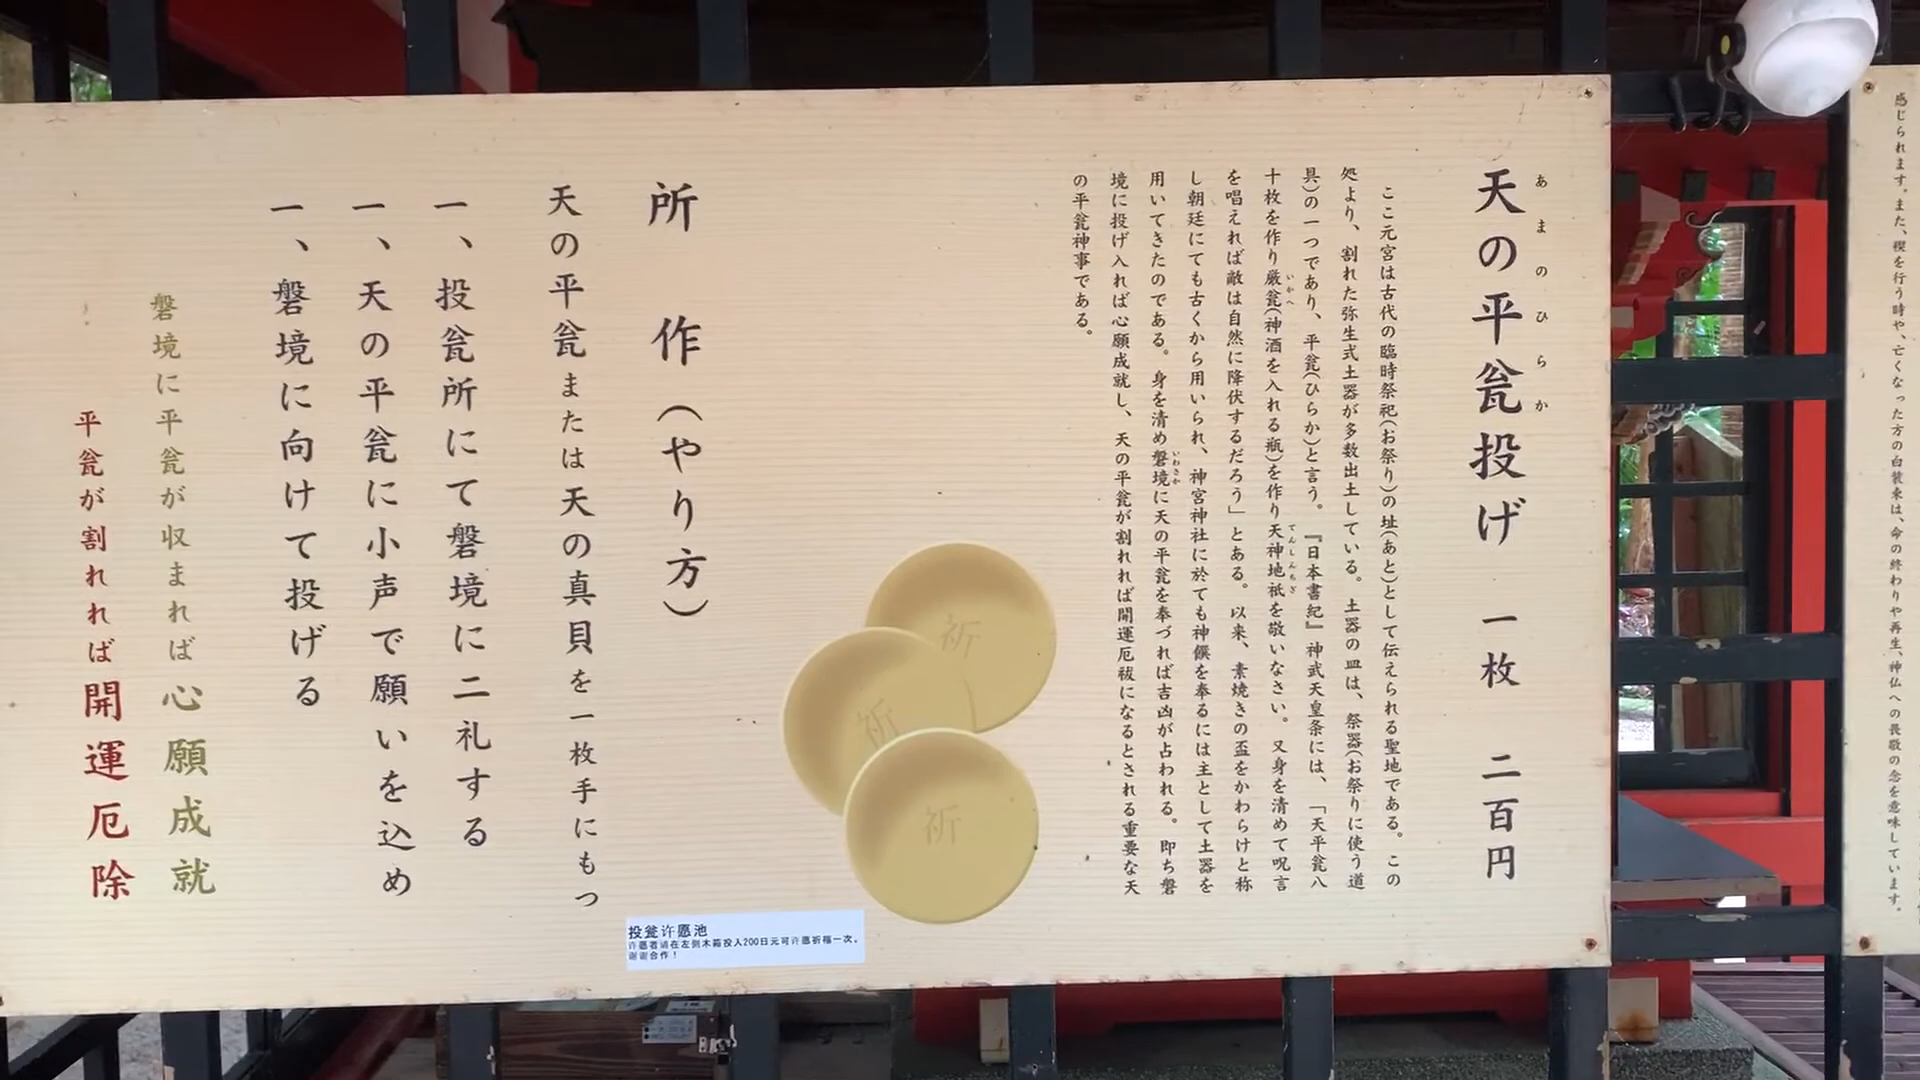 天の平瓮投げ 一枚 二百円
あまのひらか
ここ元宮は古代の臨時祭祀(お祭り)の址(あと)として伝えられる聖地である。この
処より、割れた弥生式土器が多数出土している。土器の皿は、祭器(お祭りに使う道
具)の一つであり、平瓮(ひらか)と言う。『日本書紀』神武天皇条には、「天平瓮八
十枚を作り厳瓮(神酒を入れる瓶)を作り天神地祇を敬いなさい。又身を清めて呪言
いかへ
てんしんちぎ
を唱えれば敵は自然に降伏するだろう」とある。以来、素焼きの盃をかわらけと称
し朝廷にても古くから用いられ、神宮神社に於ても神饌を奉るには主として土器を
用いてきたのである。身を清め磐境に天の平瓮を奉づれば吉凶が占われる。即ち磐
いわさか
境に投げ入れば心願成就し、天の平瓮が割れれば開運厄祓になるとされる重要な天
の平瓮神事である。
所作(やり方)
天の平瓮または天の真貝を一枚手にもつ
一、投瓮所にて磐境に二礼する
一、天の平瓮に小声で願いを込め
一、磐境に向けて投げる
磐境に平瓮が収まれば心願成就
平瓮が割れれば開運厄除
祈
祈
祈
投瓮许愿池
许愿者请在左侧木箱投入200日元可许愿祈福一次。
谢谢合作！
感じられます。また、禊を行う時や、亡くなった方の白装束は、命の終わりや再生、神仏への畏敬の念を意味しています。